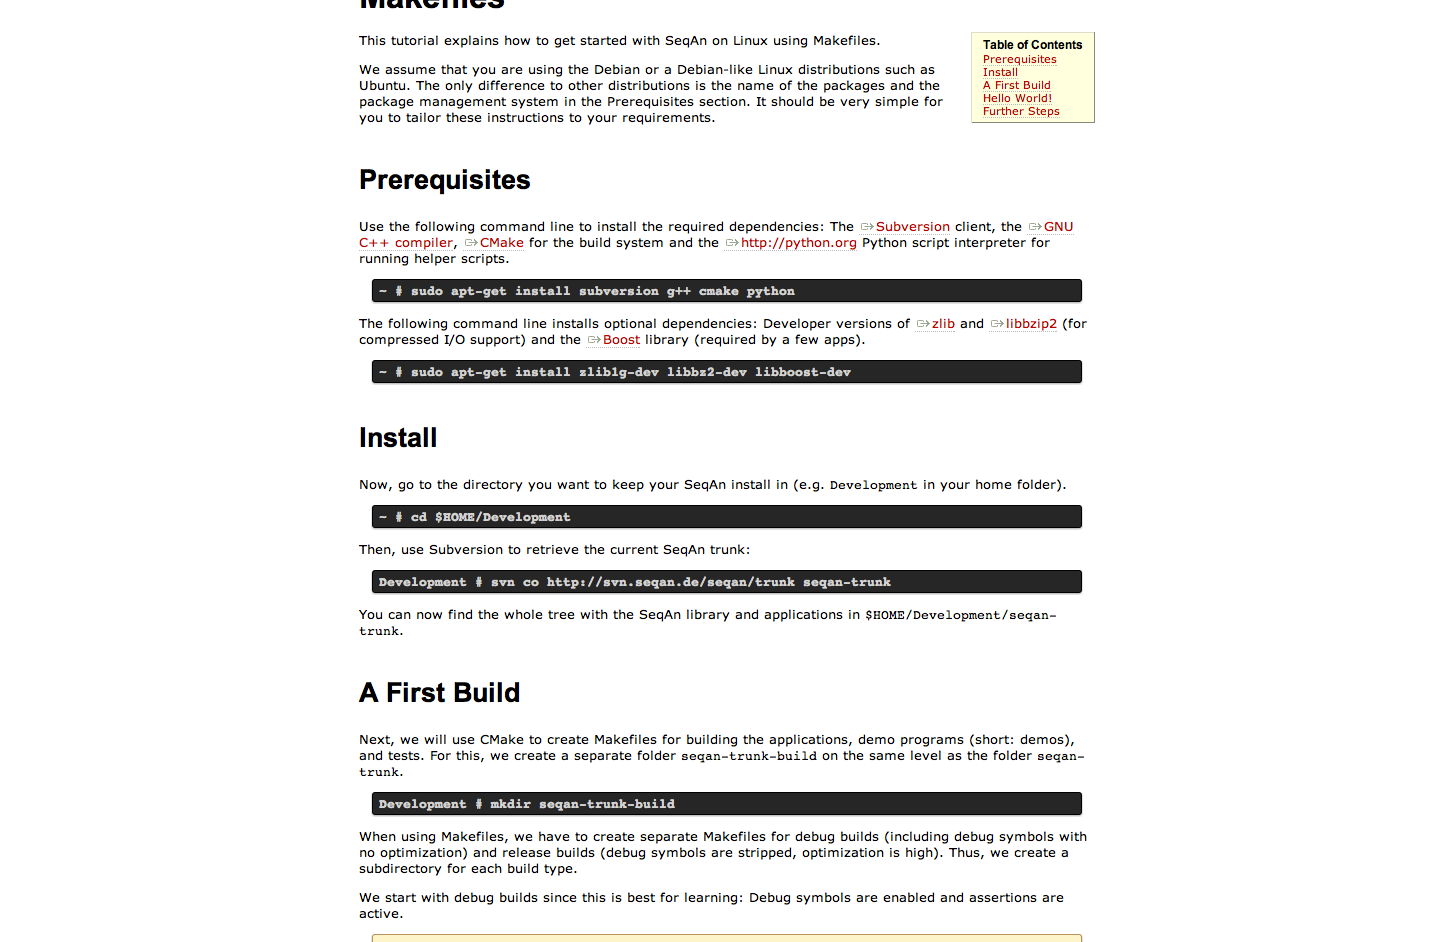 Makefiles
This tutorial explains how to get started with SeqAn on Linux using Makefiles.
We assume that you are using the Debian or a Debian-like Linux distributions such as
Ubuntu. The only difference to other distributions is the name of the packages and the
package management system in the Prerequisites section. It should be very simple for
you to tailor these instructions to your requirements.
Table of Contents
Prerequisites
Install
A First Build
Hello World!
Further Steps
Prerequisites
Use the following command line to install the required dependencies: The Subversion client, the GNU
C++ compiler, CMake for the build system and the http://python.org Python script interpreter for
running helper scripts.
~ # sudo apt-get install subversion g++ cmake python
The following command line installs optional dependencies: Developer versions of zlib and libbzip2 (for
compressed I/O support) and the Boost library (required by a few apps).
~ # sudo apt-get install zlib1g-dev libbz2-dev libboost-dev
Install
Now, go to the directory you want to keep your SeqAn install in (e.g. Development in your home folder).
~ # cd $HOME/Development
Then, use Subversion to retrieve the current SeqAn trunk:
Development # svn co http://svn.seqan.de/seqan/trunk seqan-trunk
You can now find the whole tree with the SeqAn library and applications in $HOME/Development/seqan-
trunk.
A First Build
Next, we will use CMake to create Makefiles for building the applications, demo programs (short: demos),
and tests. For this, we create a separate folder seqan-trunk-build on the same level as the folder seqan-
trunk.
Development # mkdir seqan-trunk-build
When using Makefiles, we have to create separate Makefiles for debug builds (including debug symbols with
no optimization) and release builds (debug symbols are stripped, optimization is high). Thus, we create a
subdirectory for each build type.
We start with debug builds since this is best for learning: Debug symbols are enabled and assertions are
active.